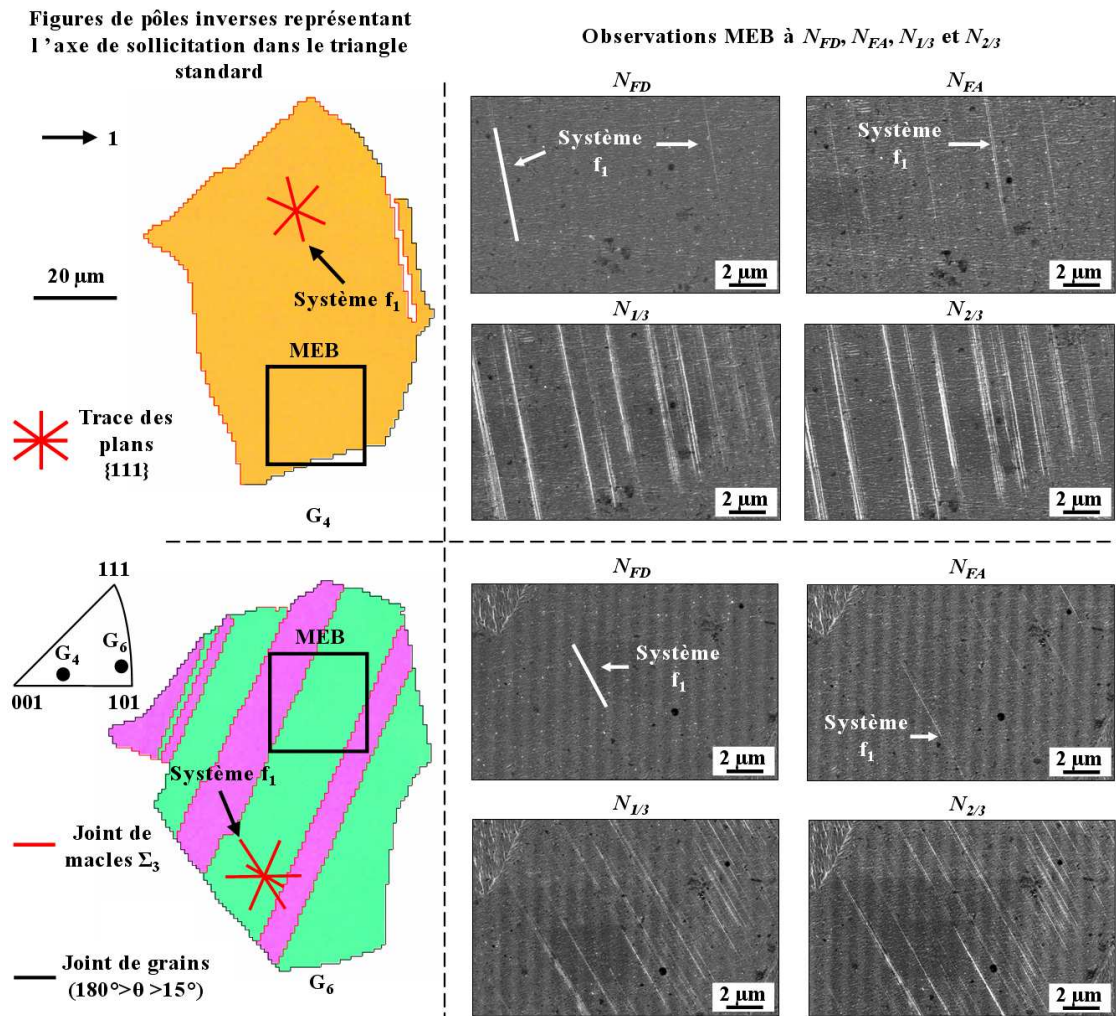 Figures de pôles inverses représentant
l ’axe de sollicitation dans le triangle
standard
Observations MEB à N_FD, N_FA, N_1/3 et N_2/3
1
20 µm
Système f₁
MEB
Trace des
plans
{111}
G₄
N_FD
Système
f₁
2 µm
N_FA
Système
f₁
2 µm
N_1/3
2 µm
N_2/3
2 µm
111
G₄
G₆
001
101
MEB
Système f₁
Joint de
macles Σ₃
Joint de grains
(180°>θ >15°)
G₆
N_FD
Système
f₁
2 µm
N_FA
Système
f₁
2 µm
N_1/3
2 µm
N_2/3
2 µm